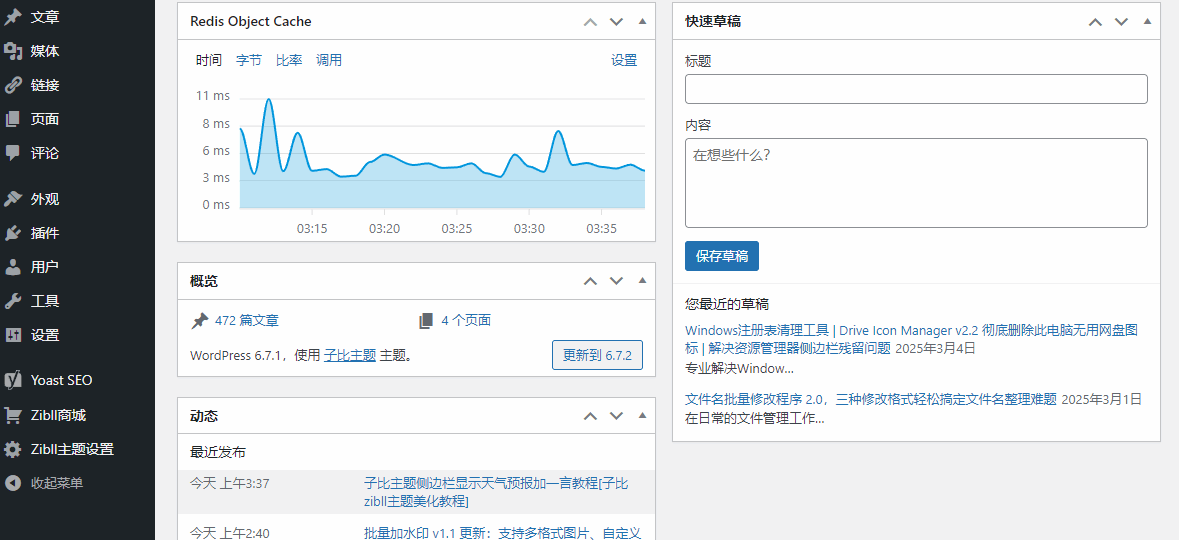 文章
媒体
链接
页面
评论
外观
插件
用户
工具
设置
Yoast SEO
Zibll商城
Zibll主题设置
收起菜单
Redis Object Cache
时间 字节 比率 调用 设置
11 ms
8 ms
6 ms
3 ms
0 ms
03:15 03:20 03:25 03:30 03:35
概览
472 篇文章 4 个页面
WordPress 6.7.1，使用 子比主题 主题。 更新到 6.7.2
动态
最近发布
今天 上午3:37 子比主题侧边栏显示天气预报加一言教程[子比
zibll主题美化教程]
今天 上午2:40 批量加水印 v1.1 更新：支持多格式图片、自定义
快速草稿
标题
内容
在想些什么？
保存草稿
您最近的草稿
Windows注册表清理工具 | Drive Icon Manager v2.2 彻底删除此电脑无用网盘图
标 | 解决资源管理器侧边栏残留问题 2025年3月4日
专业解决Window…
文件名批量修改程序 2.0，三种修改格式轻松搞定文件名整理难题 2025年3月1日
在日常的文件管理工作…